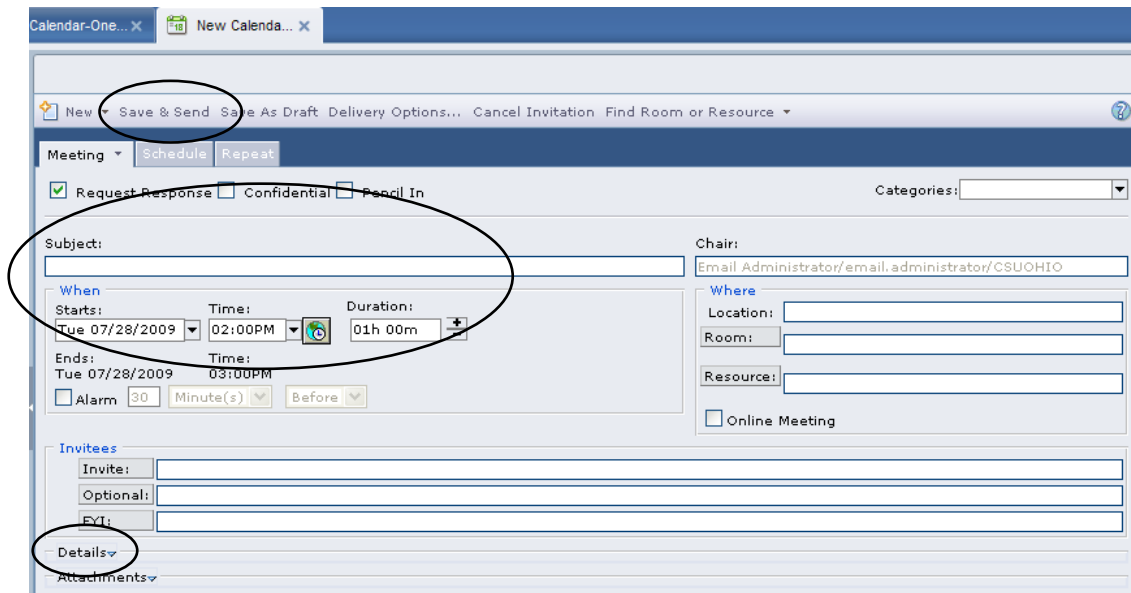 Calendar-One... New Calenda...
New Save & Send Save As Draft Delivery Options... Cancel Invitation Find Room or Resource
Meeting Schedule Repeat
Request Response Confidential Pencil In Categories:
Subject: Chair:
Email Administrator/email.administrator/CSUOHIO
When Where
Starts: Time: Duration: Location:
Tue 07/28/2009 02:00PM 01h 00m
Room:
Ends: Time:
Tue 07/28/2009 03:00PM
Resource:
Alarm 30 Minute(s) Before
Online Meeting
Invitees
Invite:
Optional:
FYI:
Details
Attachments